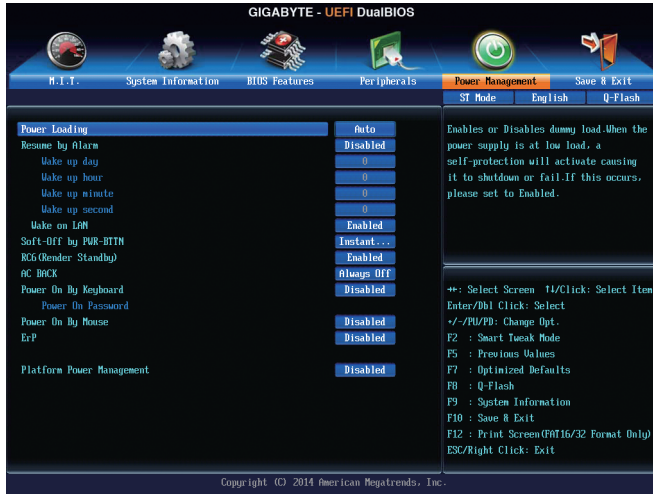 GIGABYTE - UEFI DualBIOS
M.I.T. System Information BIOS Features Peripherals Power Management Save & Exit
ST Mode English Q-Flash
Power Loading Auto
Resume by Alarm Disabled
Wake up day 0
Wake up hour 0
Wake up minute 0
Wake up second 0
Wake on LAN Enabled
Soft-Off by PWR-BTTN Instant...
RC6(Render Standby) Enabled
AC BACK Always Off
Power On By Keyboard Disabled
Power On Password
Power On By Mouse Disabled
ErP Disabled
Platform Power Management Disabled
Enables or Disables dummy load.When the
power supply is at low load, a
self-protection will activate causing
it to shutdown or fail.If this occurs,
please set to Enabled.
→←: Select Screen ↑↓/Click: Select Item
Enter/Dbl Click: Select
+/-/PU/PD: Change Opt.
F2 : Smart Tweak Mode
F5 : Previous Values
F7 : Optimized Defaults
F8 : Q-Flash
F9 : System Information
F10 : Save & Exit
F12 : Print Screen(FAT16/32 Format Only)
ESC/Right Click: Exit
Copyright (C) 2014 American Megatrends, Inc.